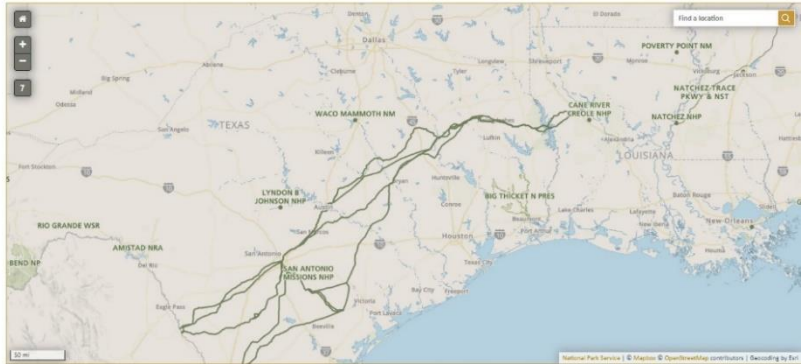 El Dorado
Find a location
Denton
Dallas
POVERTY POINT NM
Abilene
Longview
Shreveport
Monroe
Vicksburg
Jackson
Big Spring
Cleburne
Tyler
Midland
NATCHEZ-TRACE
PKWY & NST
Odessa
WACO MAMMOTH NM
CANE RIVER
CREOLE NHP
NATCHEZ NHP
San Angelo
TEXAS
Lufkin
Alexandria
Killeen
LOUISIANA
Fort Stockton
Bryan
Huntsville
LYNDON B
JOHNSON NHP
BIG THICKET N PRES
Baton Rouge
Austin
Conroe
Beaumont
Lake Charles
Lafayette
RIO GRANDE WSR
San Marcos
Port Arthur
New Iberia
New Orleans
AMISTAD NRA
Houston
San Antonio
Houma
BEND NP
Del Rio
SAN ANTONIO
MISSIONS NHP
Texas City
Bay City
Freeport
Eagle Pass
Victoria
Port Lavaca
Beeville
50 mi
National Park Service | © Mapbox © OpenStreetMap contributors | Geocoding by Esri